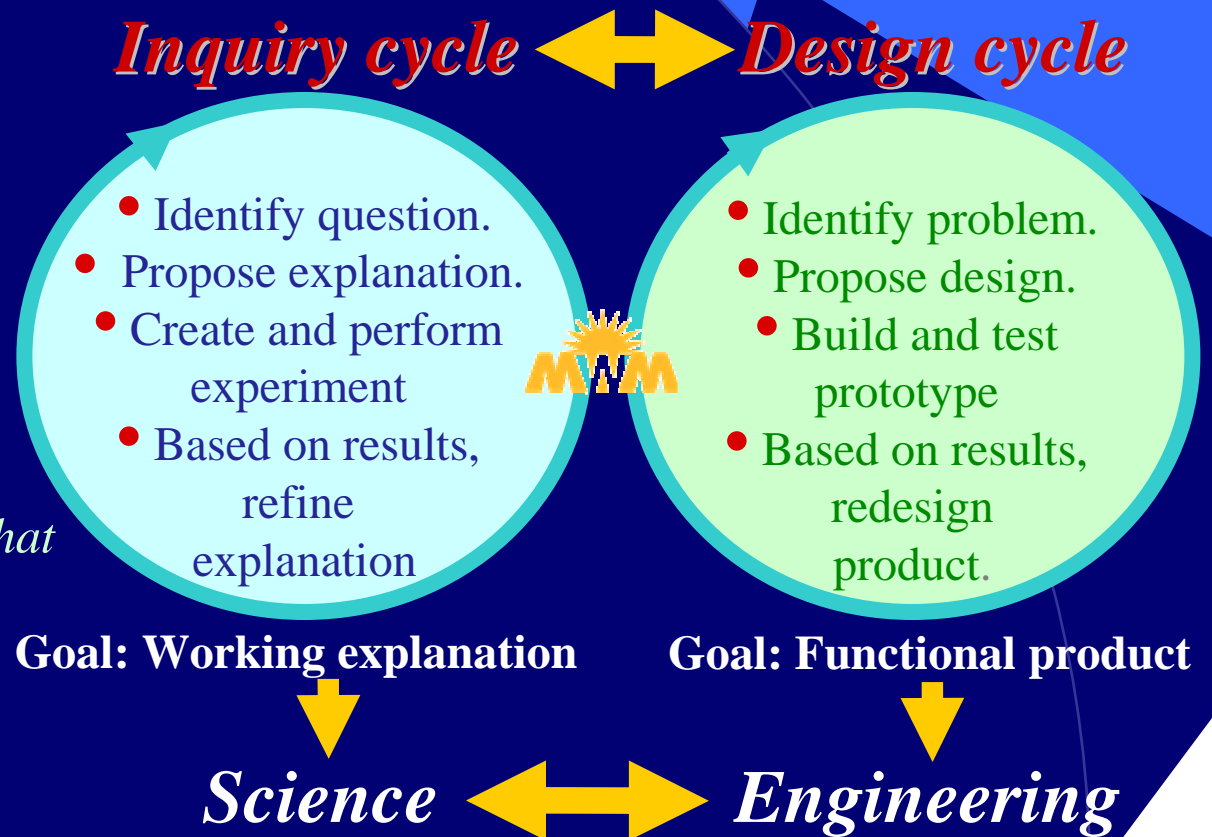 Inquiry cycle
Design cycle
• Identify question.
• Propose explanation.
• Create and perform
experiment
• Based on results,
refine
explanation
• Identify problem.
• Propose design.
• Build and test
prototype
• Based on results,
redesign
product.
MWM
hat
Goal: Working explanation
Goal: Functional product
Science
Engineering